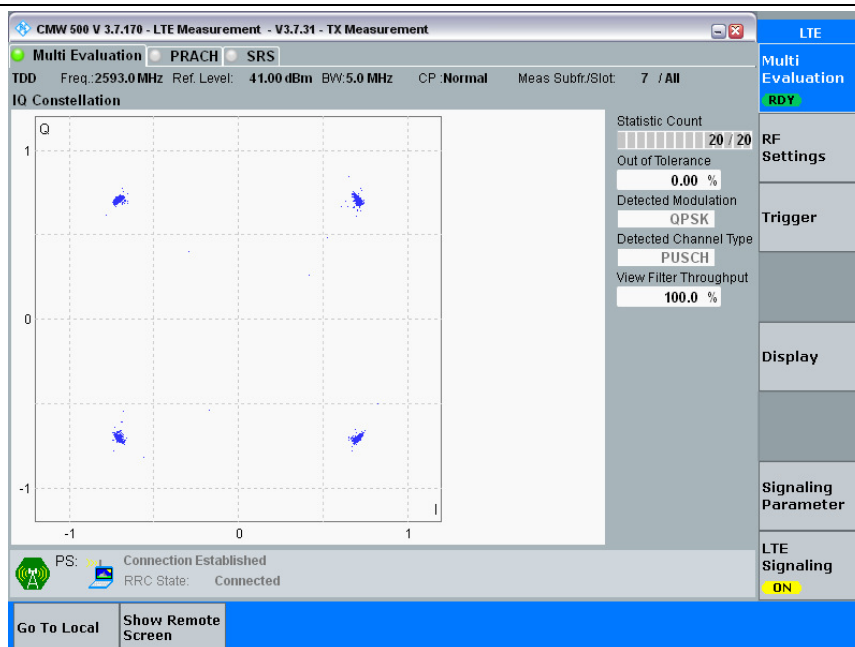 CMW 500 V 3.7.170 - LTE Measurement - V3.7.31 - TX Measurement
LTE
Multi Evaluation PRACH SRS
TDD Freq.:2593.0 MHz Ref. Level: 41.00 dBm BW:5.0 MHz CP :Normal Meas Subfr./Slot: 7 / All
IQ Constellation
Q
1
0
-1
-1 0 1
I
Statistic Count
20 / 20
Out of Tolerance
0.00 %
Detected Modulation
QPSK
Detected Channel Type
PUSCH
View Filter Throughput
100.0 %
Multi
Evaluation
RDY
RF
Settings
Trigger
Display
Signaling
Parameter
LTE
Signaling
ON
PS: Connection Established
RRC State: Connected
Go To Local
Show Remote
Screen